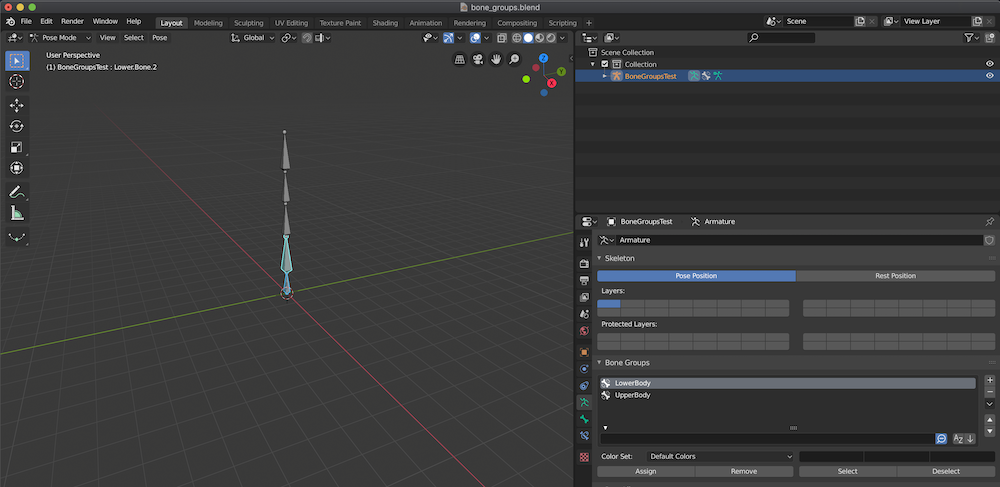 bone_groups.blend
File Edit Render Window Help Layout Modeling Sculpting UV Editing Texture Paint Shading Animation Rendering Compositing Scripting + Scene View Layer
Pose Mode View Select Pose Global
User Perspective
(1) BoneGroupsTest : Lower.Bone.2
Z
Y
X
Scene Collection
Collection
BoneGroupsTest
BoneGroupsTest Armature
Armature
Skeleton
Pose Position Rest Position
Layers:
Protected Layers:
Bone Groups
LowerBody
UpperBody
Color Set: Default Colors
Assign Remove Select Deselect